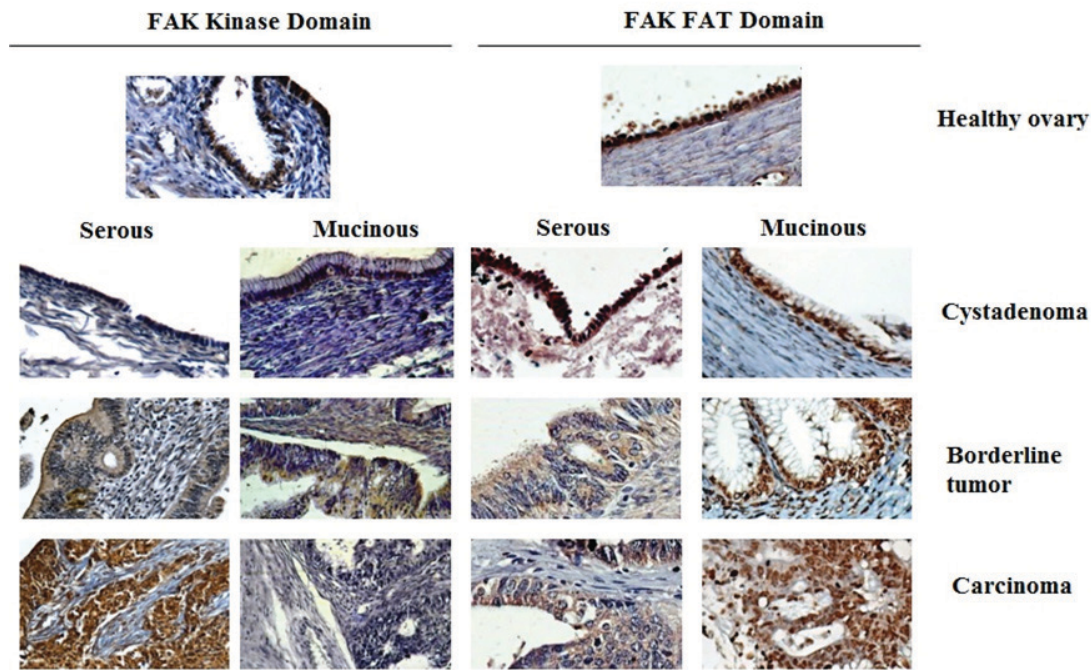 FAK Kinase Domain
FAK FAT Domain
Healthy ovary
Serous
Mucinous
Serous
Mucinous
Cystadenoma
Borderline
tumor
Carcinoma